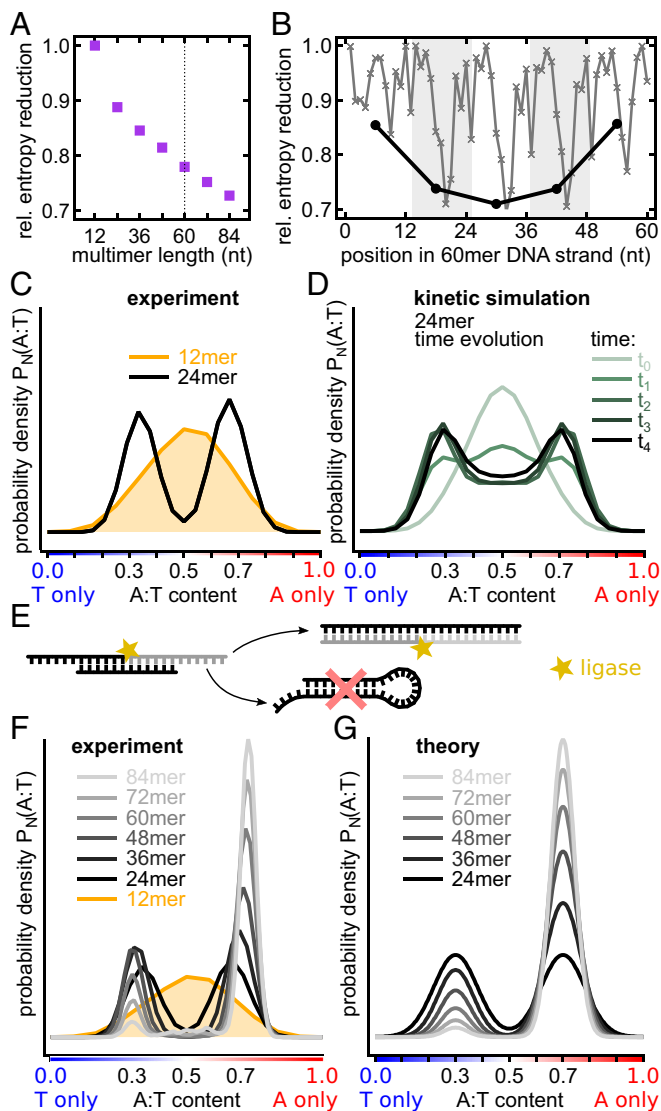 A
rel. entropy reduction
1.0
0.9
0.8
0.7
12 36 60 84
multimer length (nt)
B
rel. entropy reduction
1.0
0.9
0.8
0.7
0 12 24 36 48 60
position in 60mer DNA strand (nt)
C
experiment
12mer
24mer
probability density P_N(A:T)
0.0 0.3 0.5 0.7 1.0
T only A:T content A only
D
kinetic simulation
24mer
time evolution
time:
t0
t1
t2
t3
t4
probability density P_N(A:T)
0.0 0.3 0.5 0.7 1.0
T only A:T content A only
E
ligase
F
experiment
84mer
72mer
60mer
48mer
36mer
24mer
12mer
probability density P_N(A:T)
0.0 0.3 0.5 0.7 1.0
T only A:T content A only
G
theory
84mer
72mer
60mer
48mer
36mer
24mer
probability density P_N(A:T)
0.0 0.3 0.5 0.7 1.0
T only A:T content A only